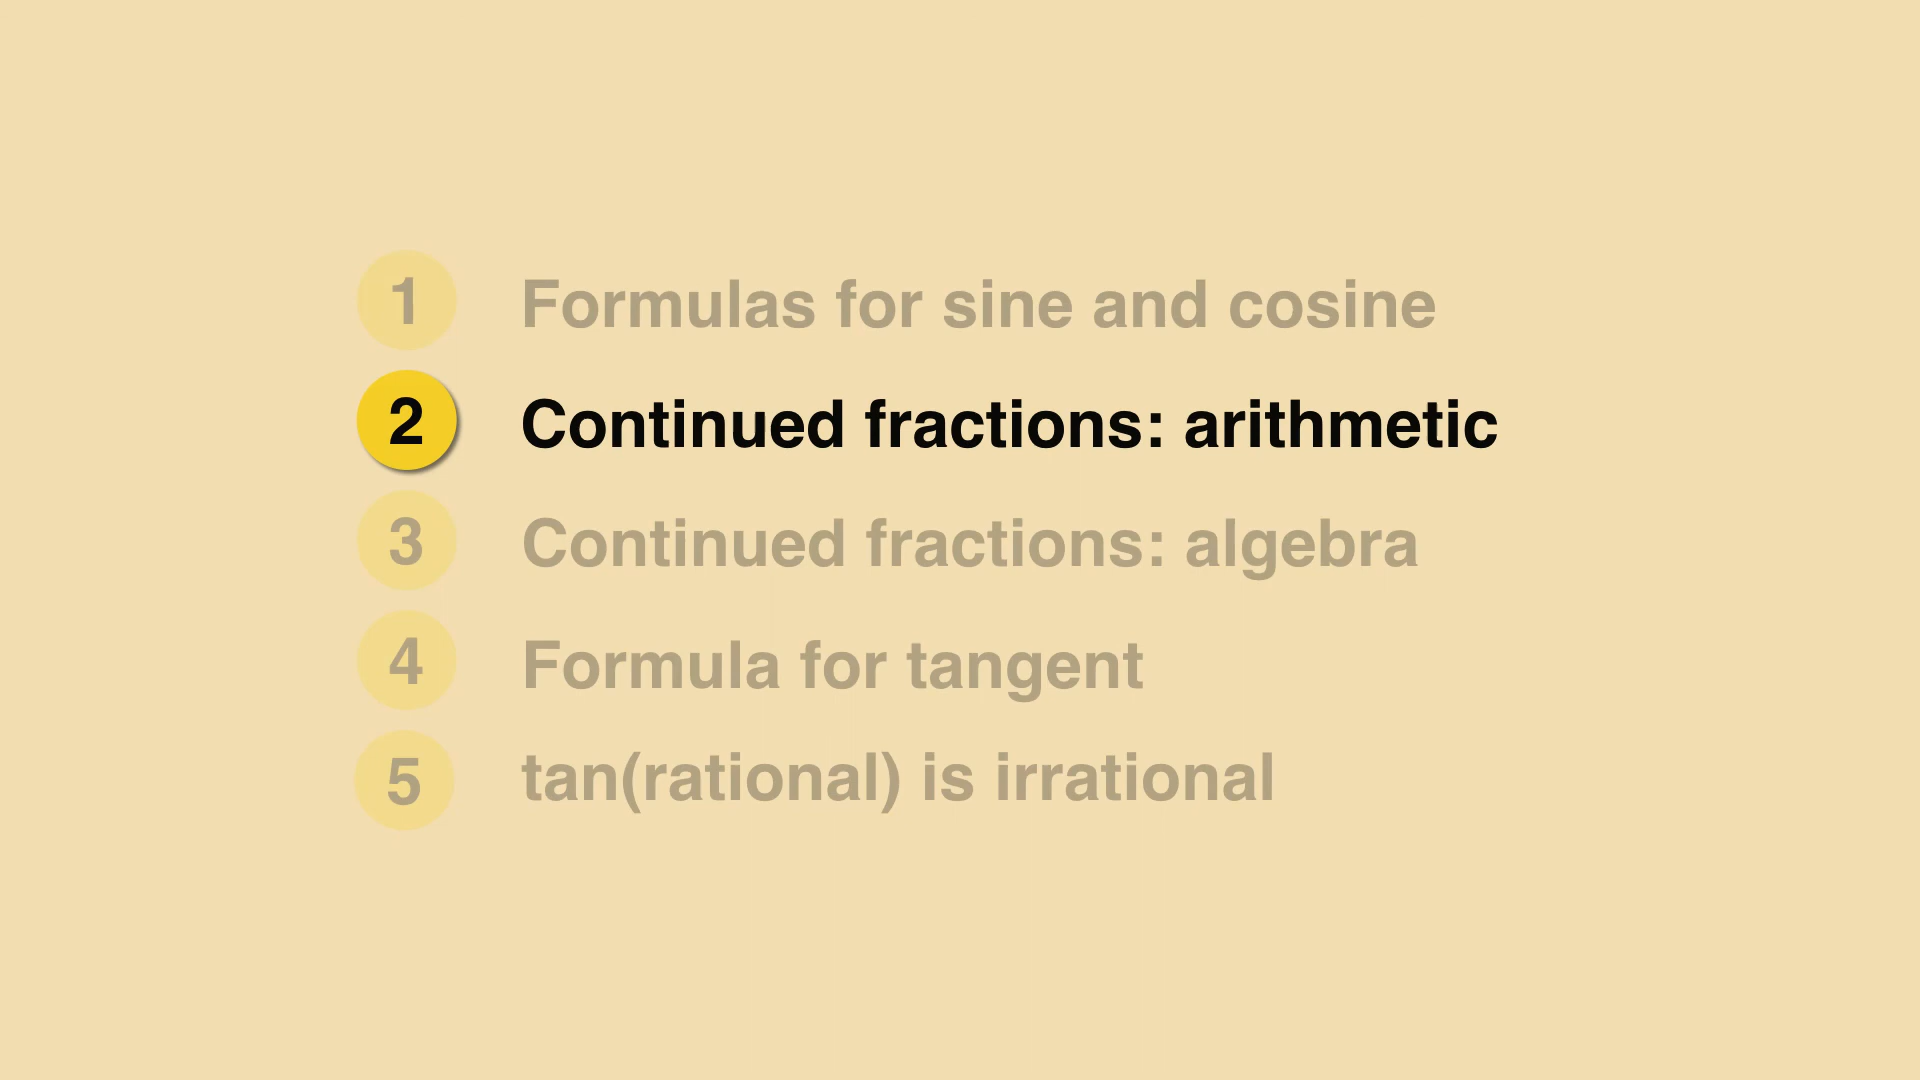 1 Formulas for sine and cosine
2 Continued fractions: arithmetic
3 Continued fractions: algebra
4 Formula for tangent
5 tan(rational) is irrational